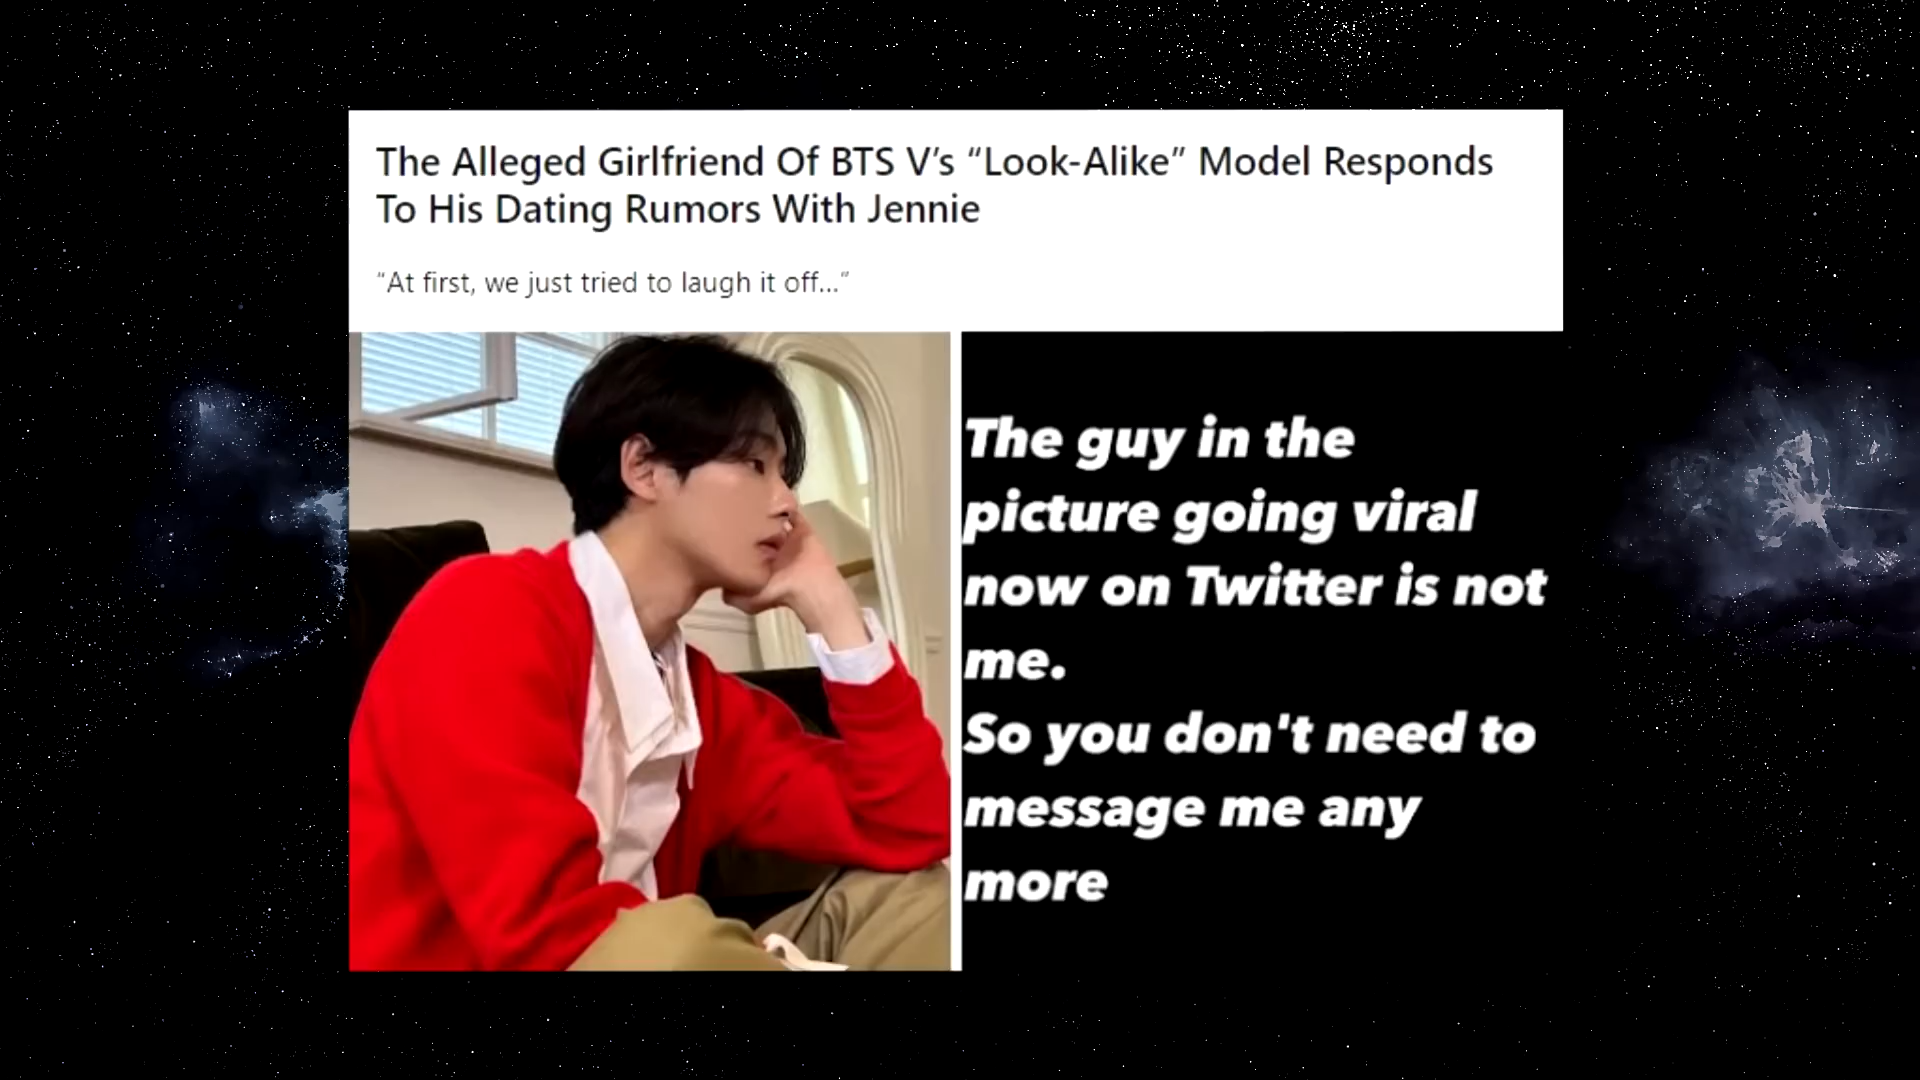 The Alleged Girlfriend Of BTS V’s “Look-Alike” Model Responds
To His Dating Rumors With Jennie
“At first, we just tried to laugh it off…”
The guy in the
picture going viral
now on Twitter is not
me.
So you don't need to
message me any
more